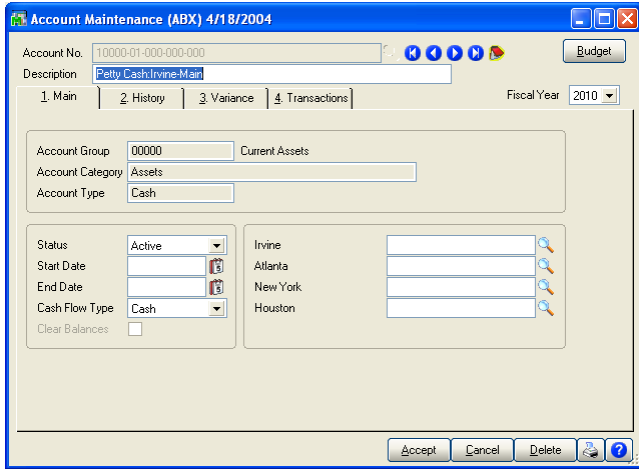 Account Maintenance (ABX) 4/18/2004
Account No. 10000-01-000-000-000
Budget
Description Petty Cash:Irvine-Main
1. Main 2. History 3. Variance 4. Transactions Fiscal Year 2010
Account Group 00000 Current Assets
Account Category Assets
Account Type Cash
Status Active Irvine
Start Date Atlanta
End Date New York
Cash Flow Type Cash Houston
Clear Balances
Accept Cancel Delete